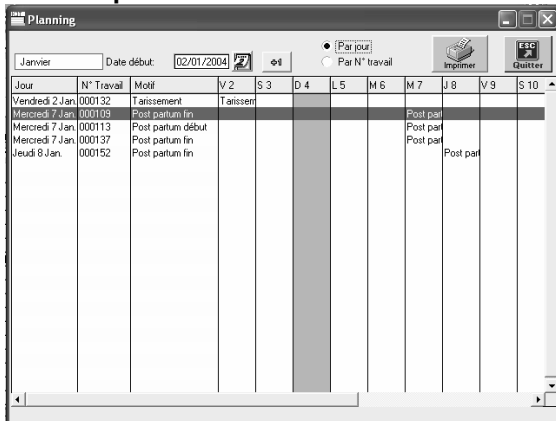 Planning
Janvier Date début: 02/01/2004 Par jour Par N° travail Imprimer ESC Quitter
Jour N° Travail Motif V 2 S 3 D 4 L 5 M 6 M 7 J 8 V 9 S 10
Vendredi 2 Jan. 000132 Tarissement Tarissem
Mercredi 7 Jan. 000109 Post partum fin Post part
Mercredi 7 Jan. 000113 Post partum début Post part
Mercredi 7 Jan. 000137 Post partum fin Post part
Jeudi 8 Jan. 000152 Post partum fin Post part